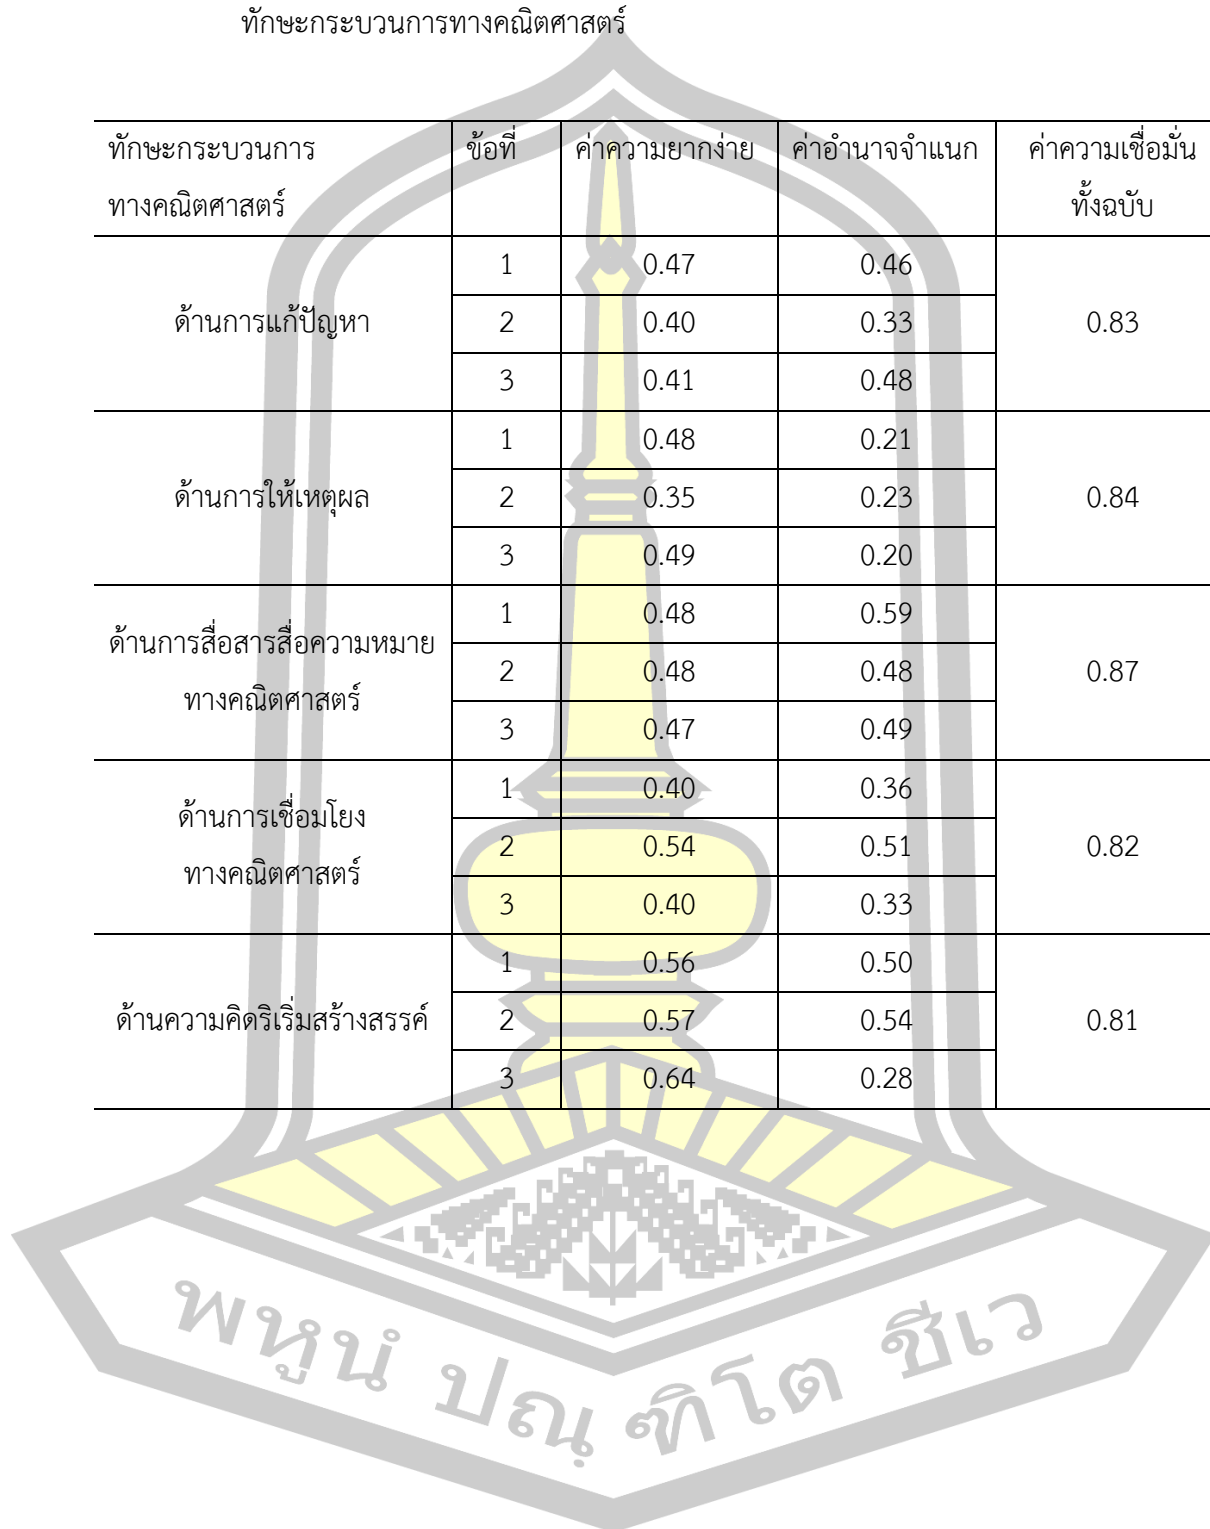 ทักษะกระบวนการทางคณิตศาสตร์
ทักษะกระบวนการ ข้อที่ ค่าความยากง่าย ค่าอำนาจจำแนก ค่าความเชื่อมั่น
ทางคณิตศาสตร์ ทั้งฉบับ
1 0.47 0.46
ด้านการแก้ปัญหา 2 0.40 0.33 0.83
3 0.41 0.48
1 0.48 0.21
ด้านการให้เหตุผล 2 0.35 0.23 0.84
3 0.49 0.20
1 0.48 0.59
ด้านการสื่อสารสื่อความหมาย
2 0.48 0.48 0.87
ทางคณิตศาสตร์
3 0.47 0.49
1 0.40 0.36
ด้านการเชื่อมโยง
2 0.54 0.51 0.82
ทางคณิตศาสตร์
3 0.40 0.33
1 0.56 0.50
ด้านความคิดริเริ่มสร้างสรรค์ 2 0.57 0.54 0.81
3 0.64 0.28
พหูนํ ปณฺฑิโต ชีเว